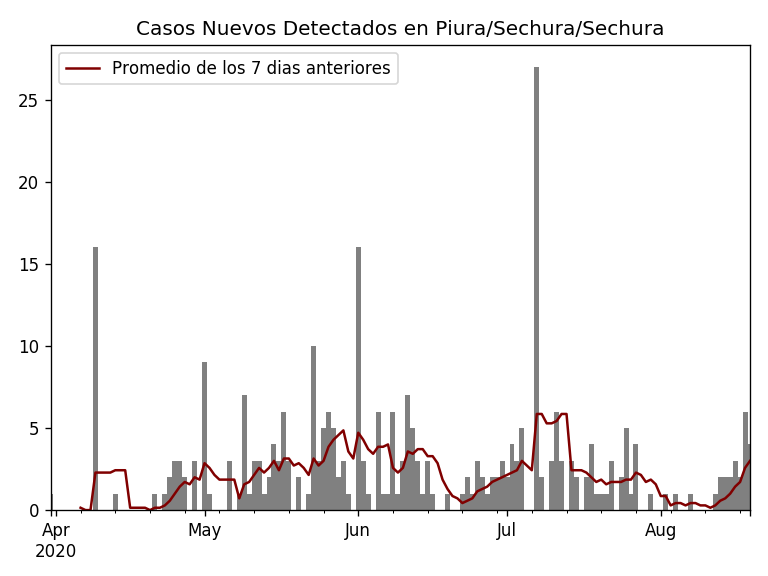 Casos Nuevos Detectados en Piura/Sechura/Sechura
Promedio de los 7 dias anteriores
25
20
15
10
5
0
Apr
2020
May
Jun
Jul
Aug